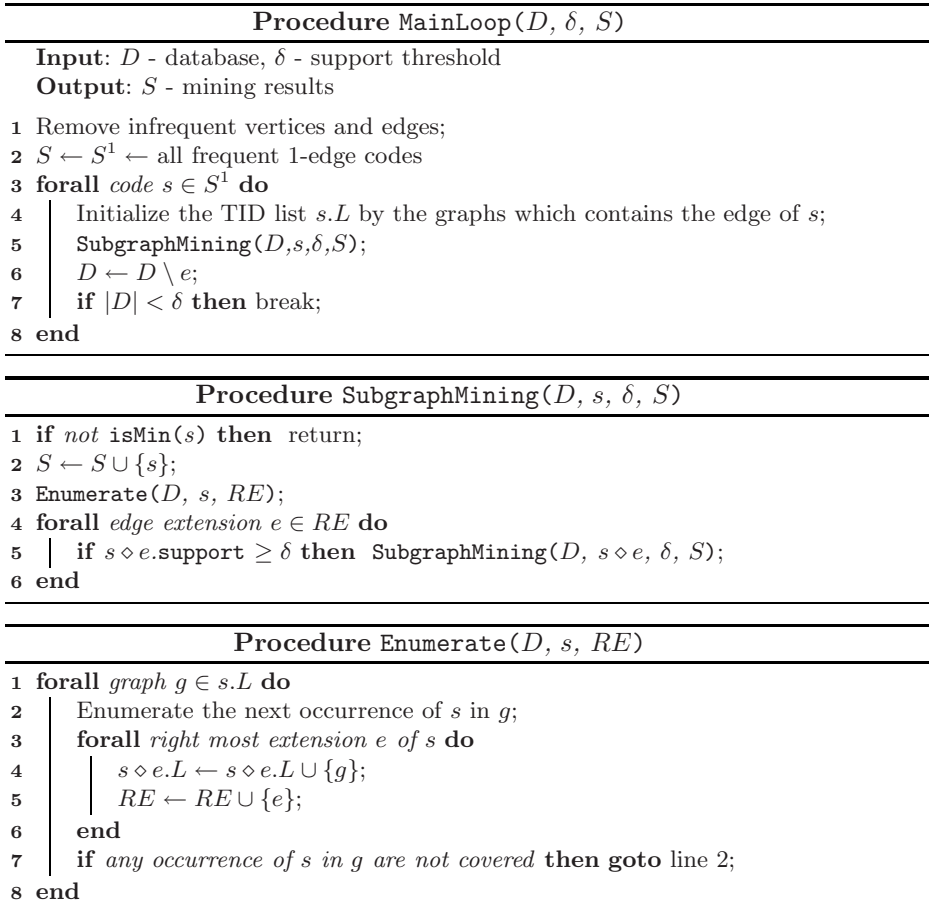 Procedure MainLoop(D, δ, S)
Input: D - database, δ - support threshold
Output: S - mining results
1 Remove infrequent vertices and edges;
2 S ← S¹ ← all frequent 1-edge codes
3 forall code s ∈ S¹ do
4 Initialize the TID list s.L by the graphs which contains the edge of s;
5 SubgraphMining(D,s,δ,S);
6 D ← D \ e;
7 if |D| < δ then break;
8 end
Procedure SubgraphMining(D, s, δ, S)
1 if not isMin(s) then return;
2 S ← S ∪ {s};
3 Enumerate(D, s, RE);
4 forall edge extension e ∈ RE do
5 if s ⋄ e.support ≥ δ then SubgraphMining(D, s ⋄ e, δ, S);
6 end
Procedure Enumerate(D, s, RE)
1 forall graph g ∈ s.L do
2 Enumerate the next occurrence of s in g;
3 forall right most extension e of s do
4 s ⋄ e.L ← s ⋄ e.L ∪ {g};
5 RE ← RE ∪ {e};
6 end
7 if any occurrence of s in g are not covered then goto line 2;
8 end